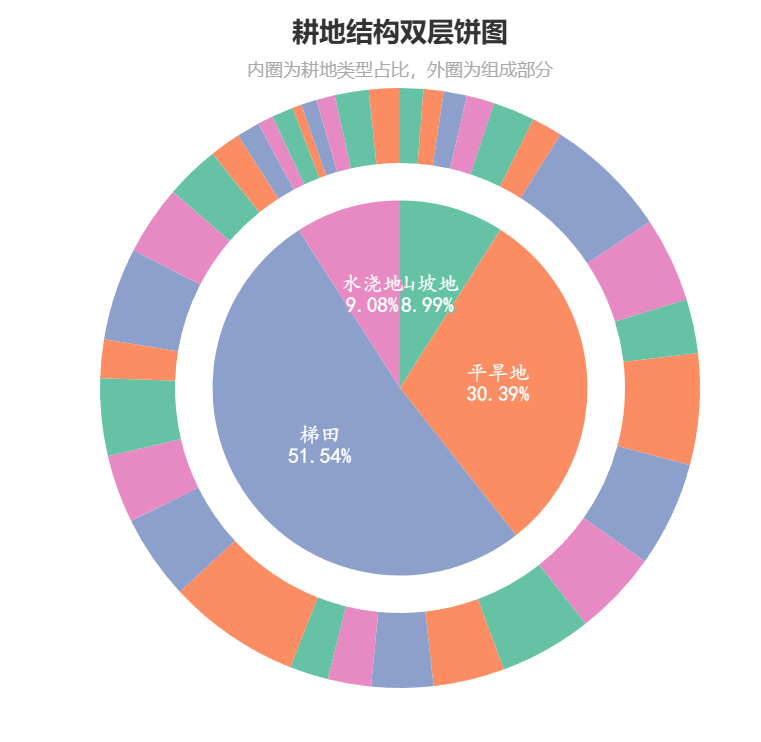 耕地结构双层饼图
内圈为耕地类型占比，外圈为组成部分
水浇地
9.08%
山坡地
8.99%
平旱地
30.39%
梯田
51.54%